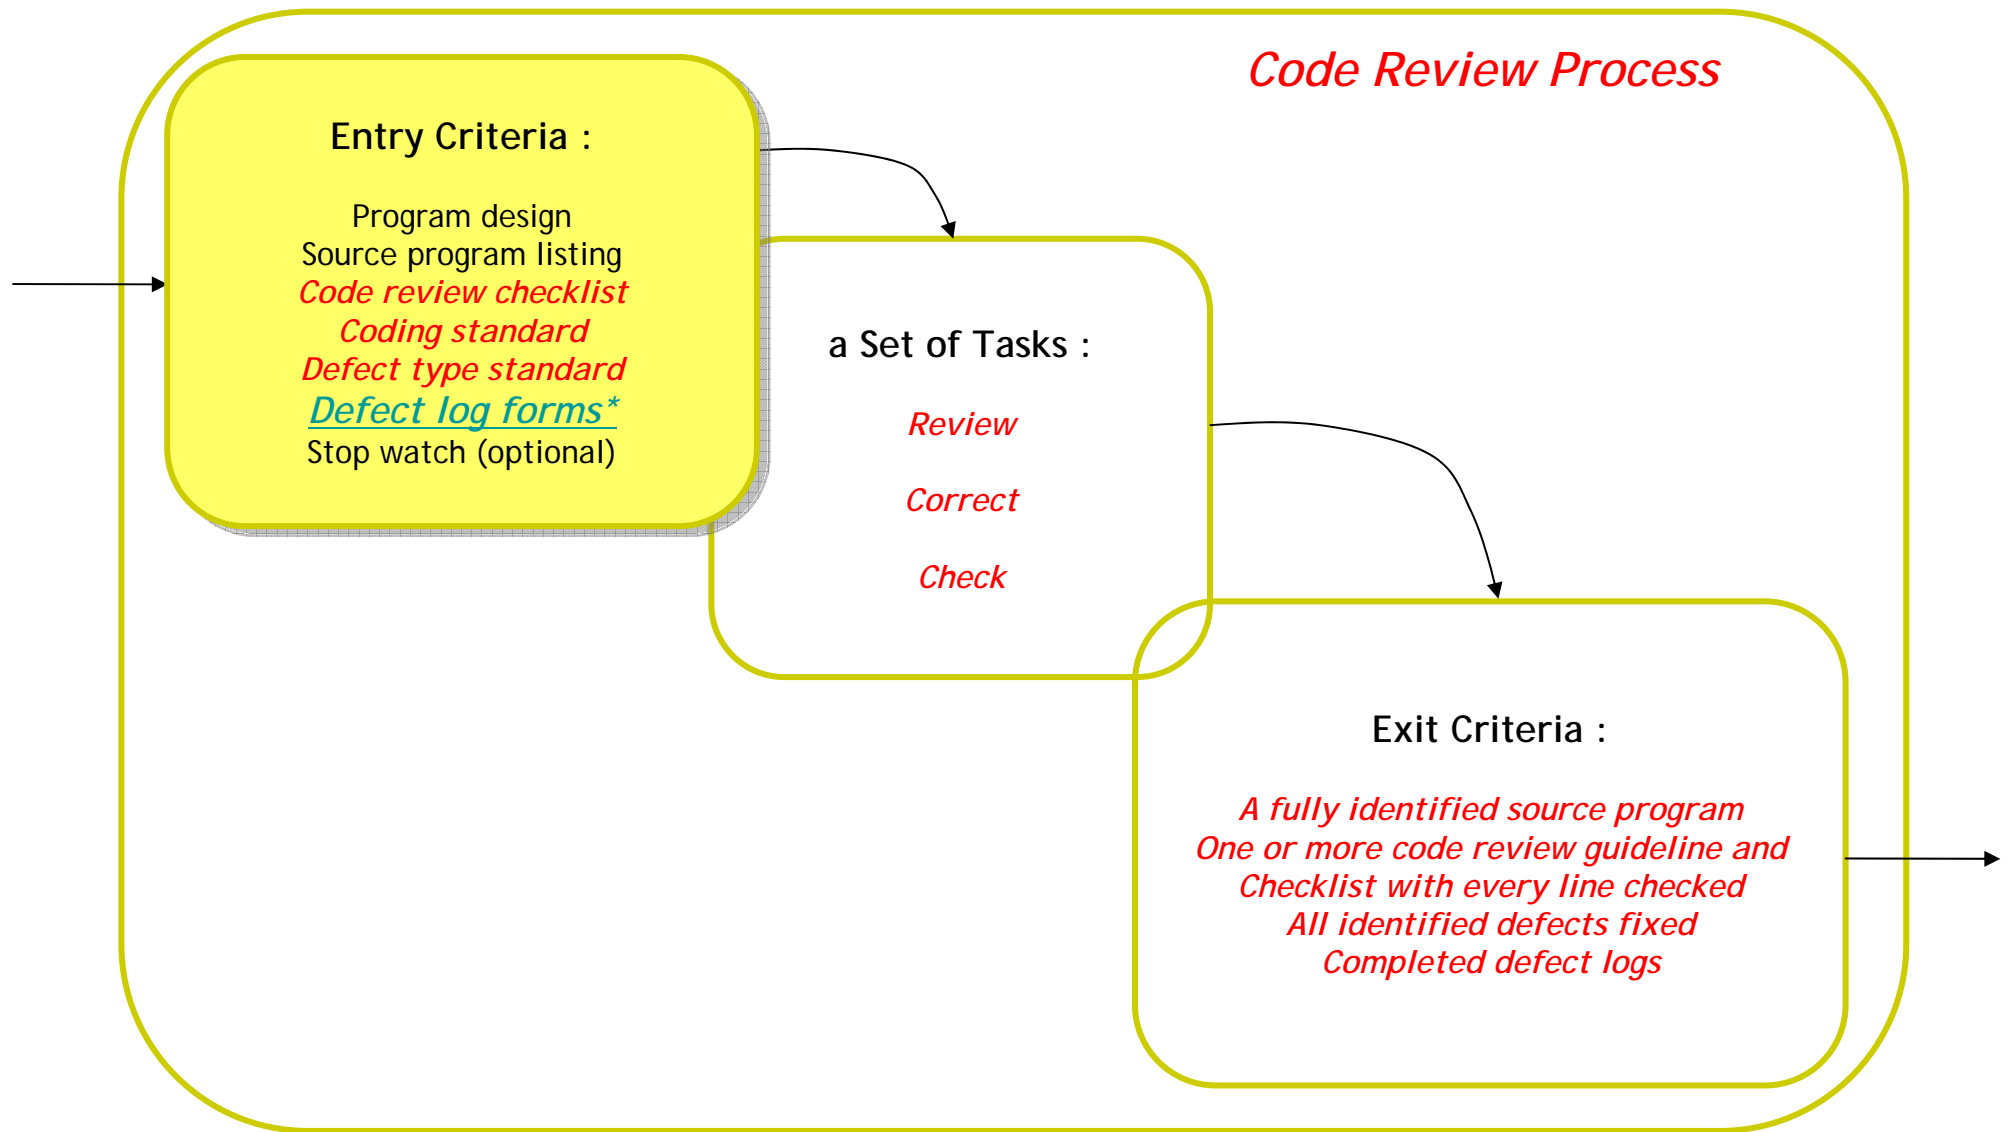 Code Review Process
Entry Criteria :
Program design
Source program listing
Code review checklist
Coding standard
Defect type standard
Defect log forms*
Stop watch (optional)
a Set of Tasks :
Review
Correct
Check
Exit Criteria :
A fully identified source program
One or more code review guideline and
Checklist with every line checked
All identified defects fixed
Completed defect logs